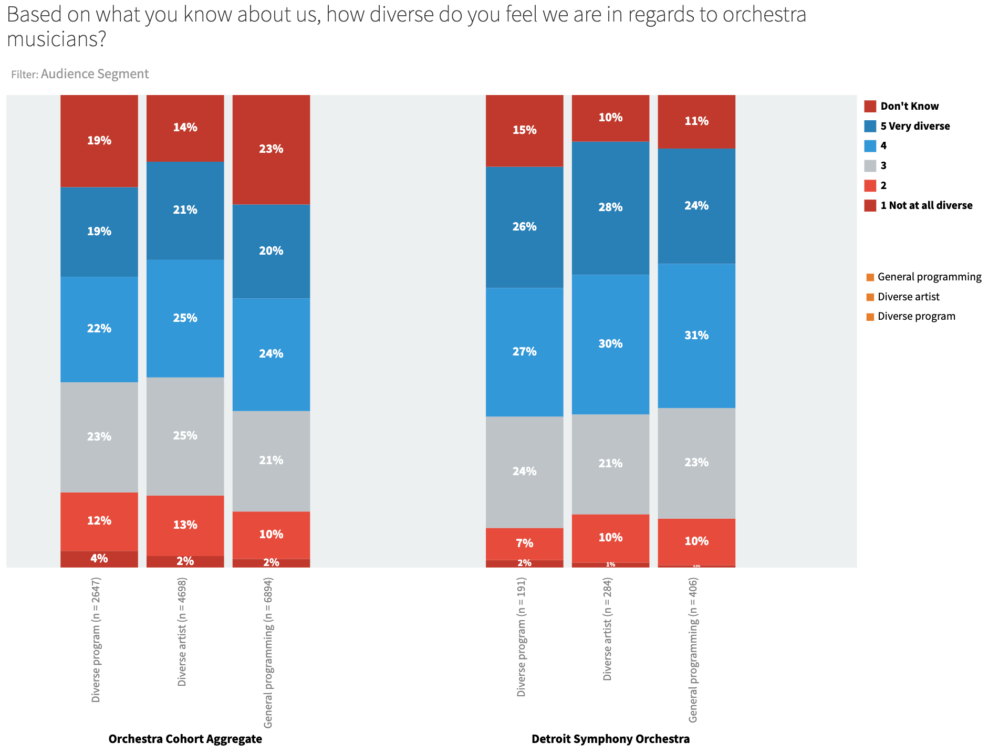 Based on what you know about us, how diverse do you feel we are in regards to orchestra
musicians?
Filter: Audience Segment
19%
19%
22%
23%
12%
4%
14%
21%
25%
25%
13%
2%
23%
20%
24%
21%
10%
2%
15%
26%
27%
24%
7%
2%
10%
28%
30%
21%
10%
1%
11%
24%
31%
23%
10%
0.5%
Don't Know
5 Very diverse
4
3
2
1 Not at all diverse
General programming
Diverse artist
Diverse program
Diverse program (n = 2647)
Diverse artist (n = 4698)
General programming (n = 6894)
Diverse program (n = 191)
Diverse artist (n = 284)
General programming (n = 406)
Orchestra Cohort Aggregate
Detroit Symphony Orchestra